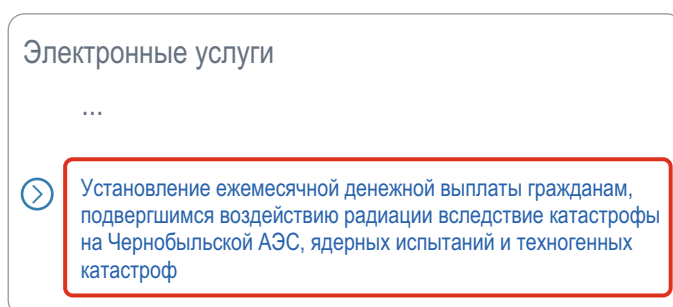 Электронные услуги
...
Установление ежемесячной денежной выплаты гражданам,
подвергшимся воздействию радиации вследствие катастрофы
на Чернобыльской АЭС, ядерных испытаний и техногенных
катастроф